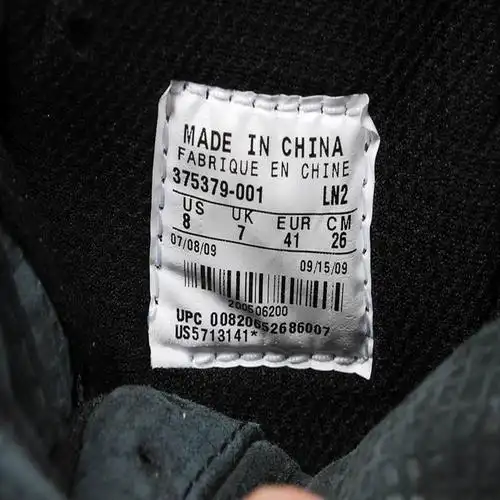 MADE IN CHINA
FABRIQUE EN CHINE
375379-001 LN2
US UK EUR CM
8 7 41 26
07/08/09 09/15/09
200506200
UPC 00820652686007
US5713141*